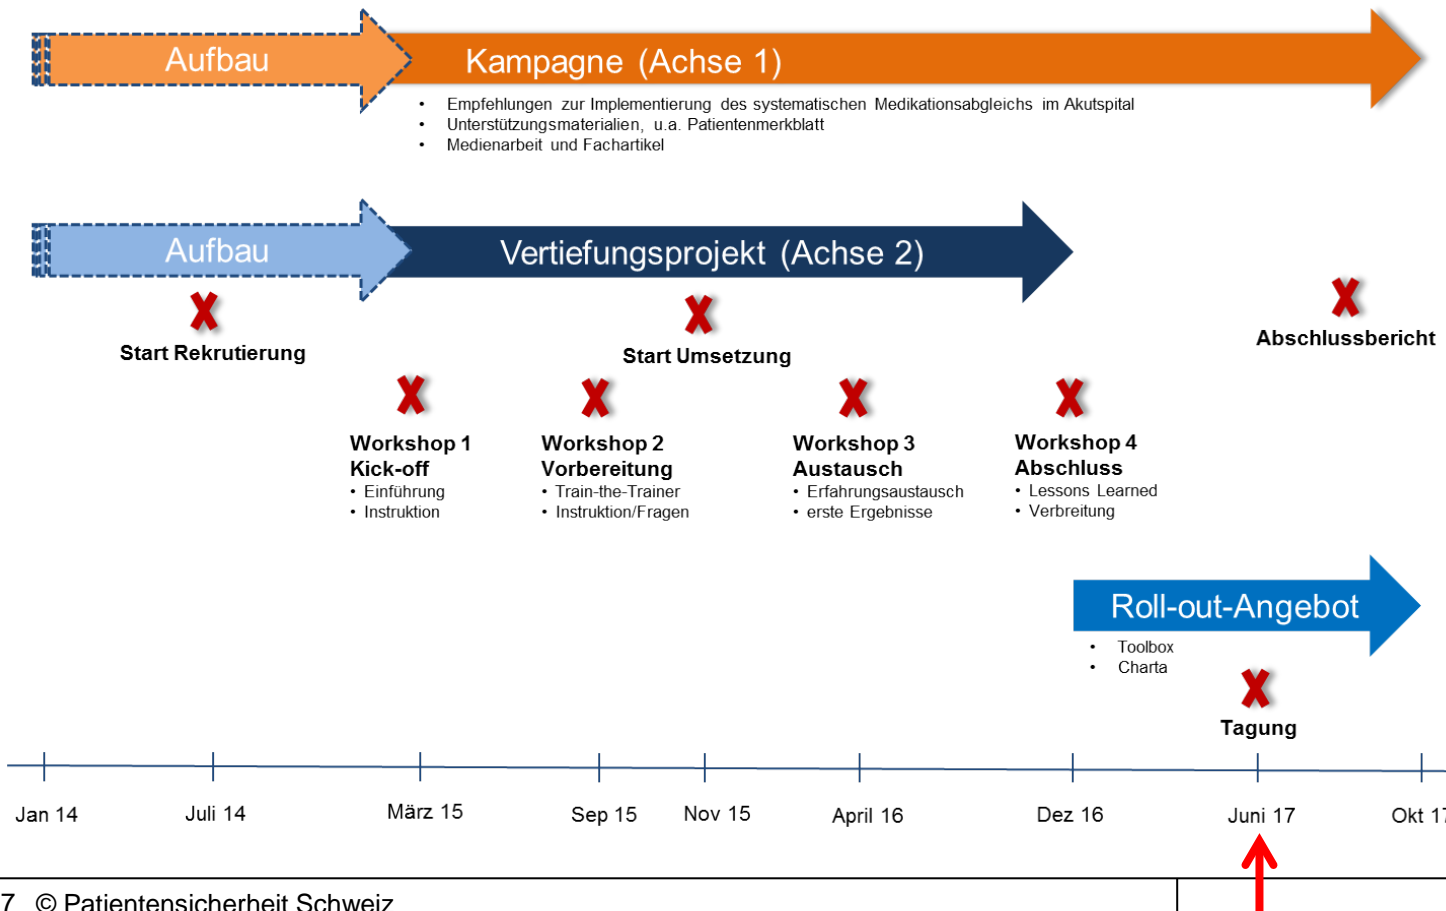 Aufbau
Kampagne (Achse 1)
• Empfehlungen zur Implementierung des systematischen Medikationsabgleichs im Akutspital
• Unterstützungsmaterialien, u.a. Patientenmerkblatt
• Medienarbeit und Fachartikel
Aufbau
Vertiefungsprojekt (Achse 2)
Start Rekrutierung
Start Umsetzung
Abschlussbericht
Workshop 1
Kick-off
• Einführung
• Instruktion
Workshop 2
Vorbereitung
• Train-the-Trainer
• Instruktion/Fragen
Workshop 3
Austausch
• Erfahrungsaustausch
• erste Ergebnisse
Workshop 4
Abschluss
• Lessons Learned
• Verbreitung
Roll-out-Angebot
• Toolbox
• Charta
Tagung
Jan 14
Juli 14
März 15
Sep 15
Nov 15
April 16
Dez 16
Juni 17
Okt 17
7 © Patientensicherheit Schweiz